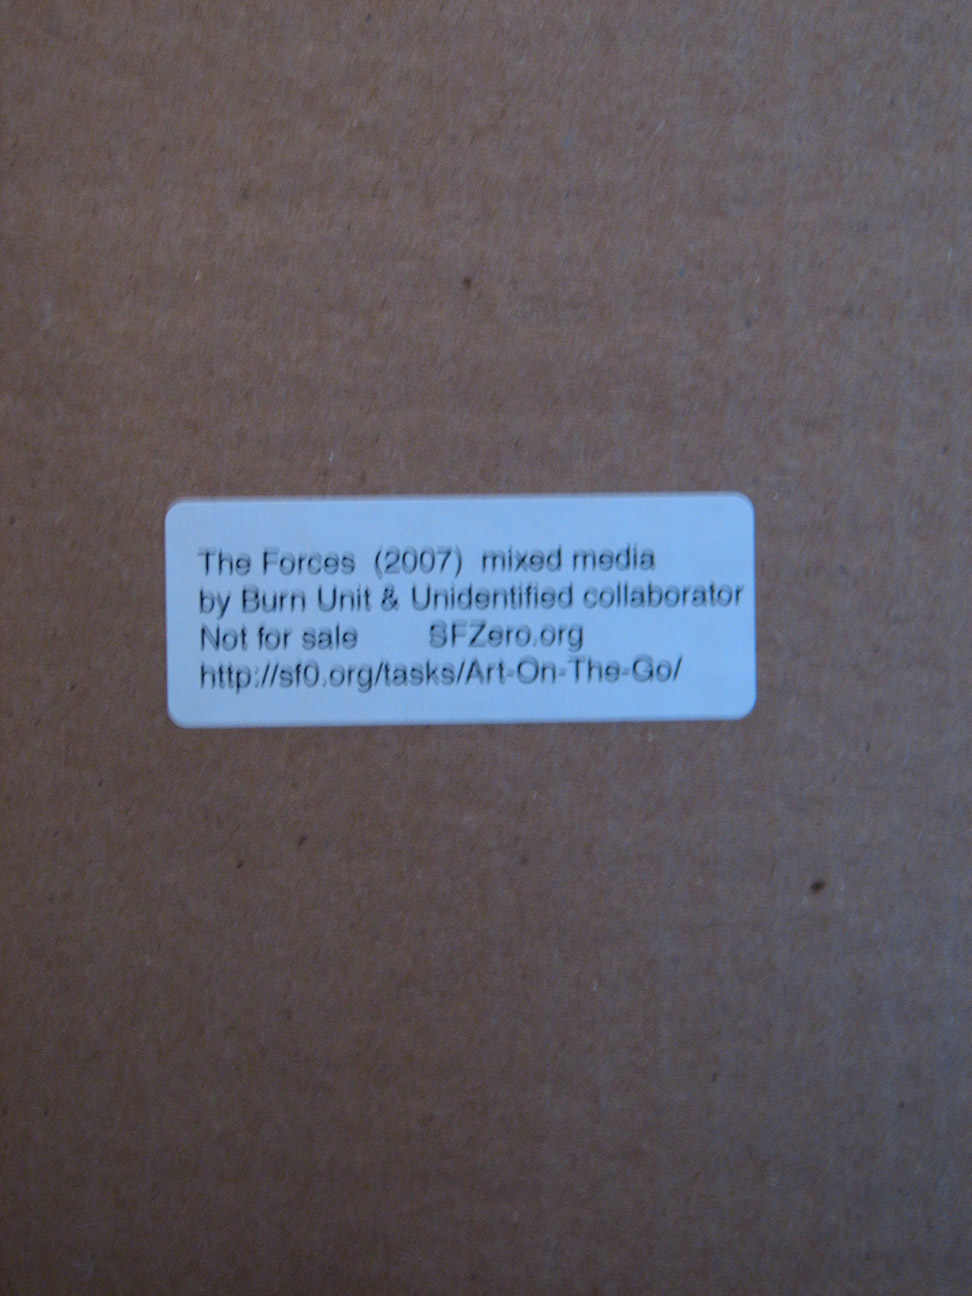 The Forces (2007) mixed media
by Burn Unit & Unidentified collaborator
Not for sale SFZero.org
http://sf0.org/tasks/Art-On-The-Go/